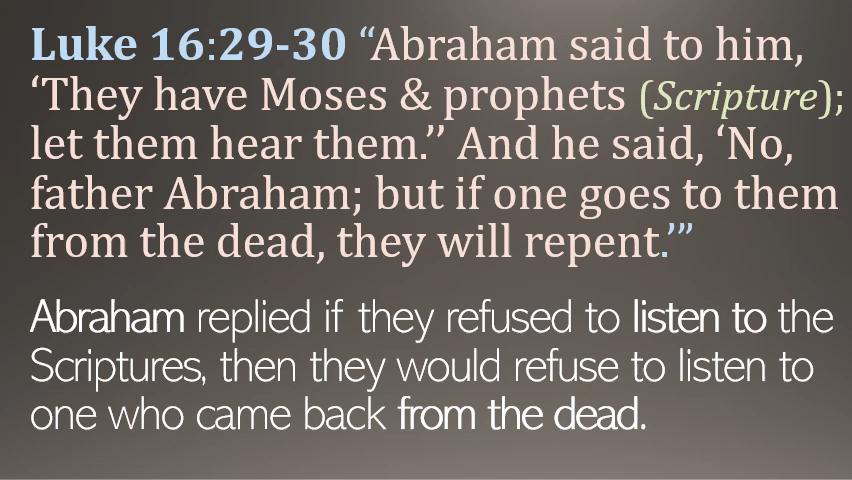 Luke 16:29-30 “Abraham said to him,
‘They have Moses & prophets (Scripture);
let them hear them.’’ And he said, ‘No,
father Abraham; but if one goes to them
from the dead, they will repent.’”
Abraham replied if they refused to listen to the
Scriptures, then they would refuse to listen to
one who came back from the dead.